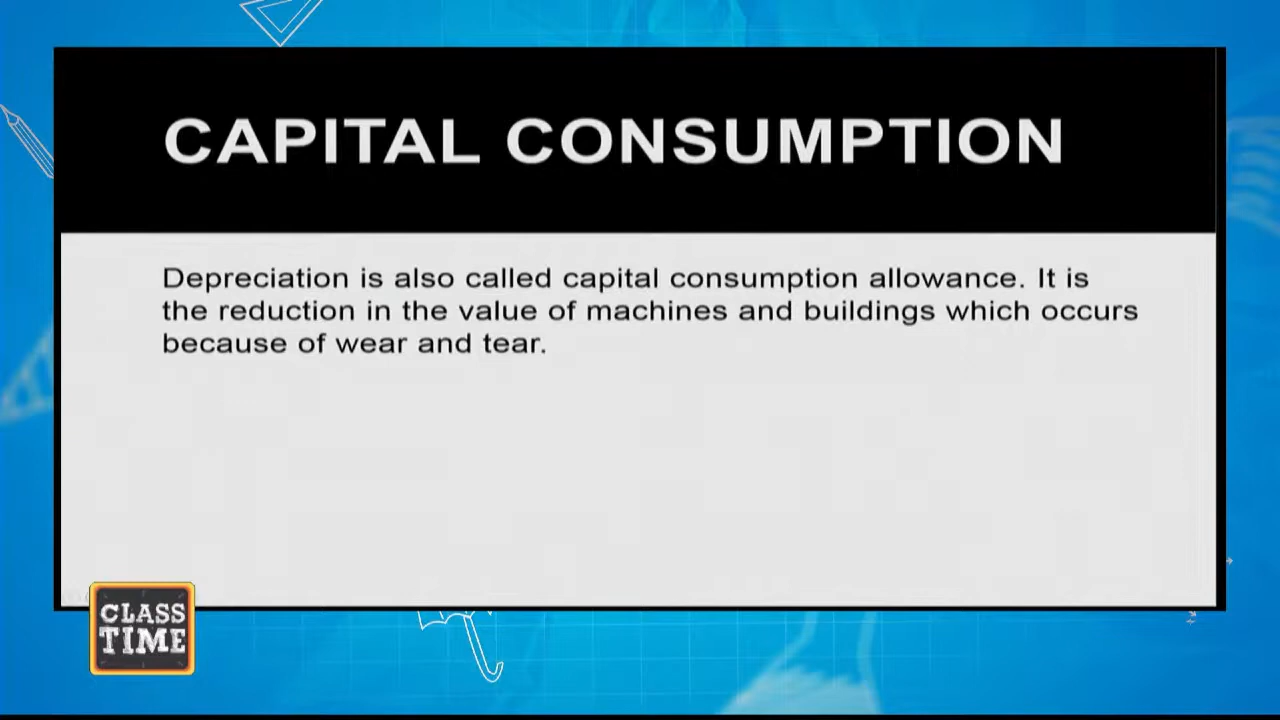 CAPITAL CONSUMPTION
Depreciation is also called capital consumption allowance. It is
the reduction in the value of machines and buildings which occurs
because of wear and tear.
CLASS
TIME